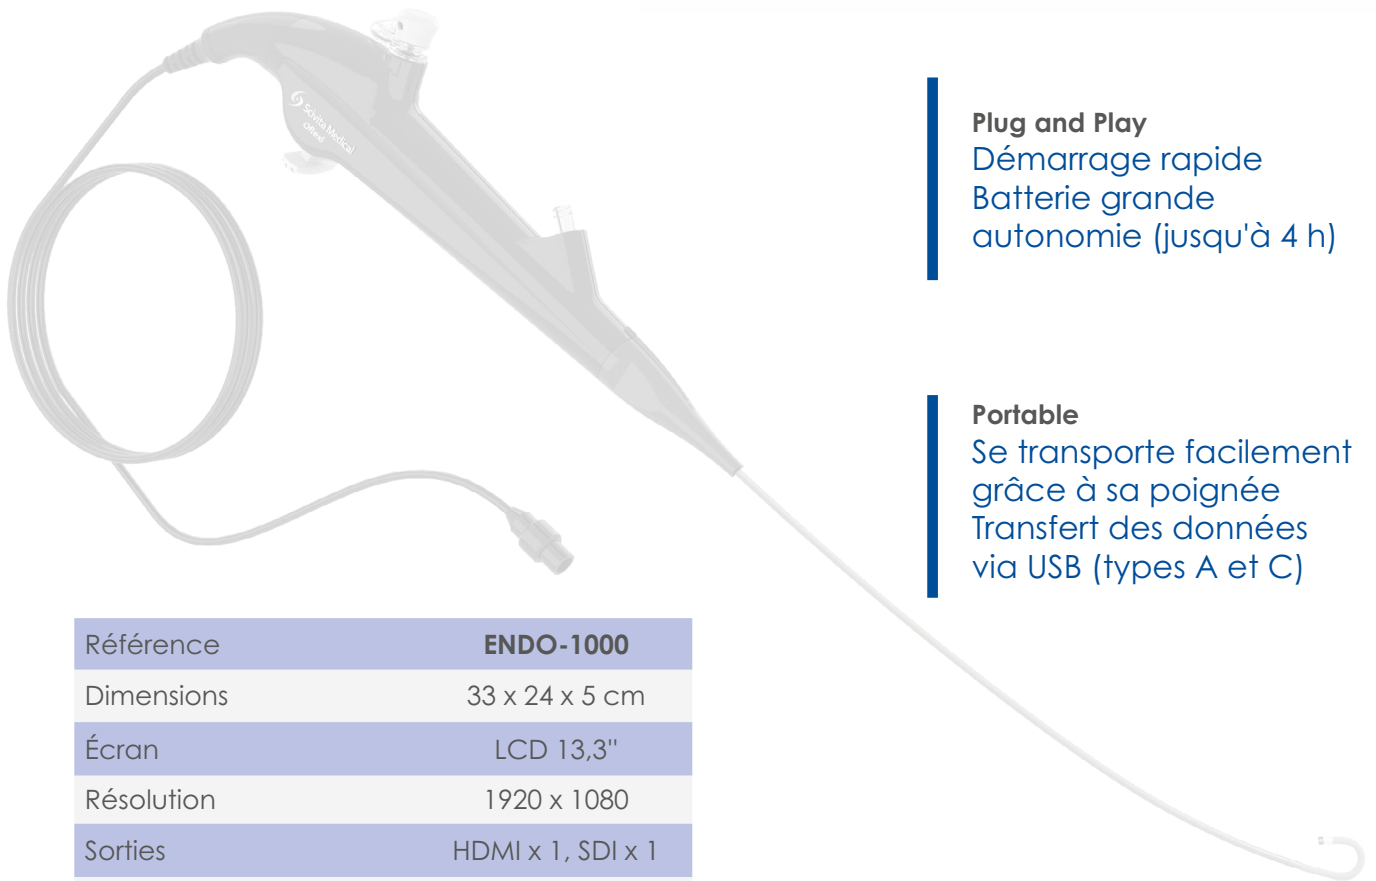 Scivita Medical
Plug and Play
Démarrage rapide
Batterie grande
autonomie (jusqu'à 4 h)
Portable
Se transporte facilement
grâce à sa poignée
Transfert des données
via USB (types A et C)
Référence ENDO-1000
Dimensions 33 x 24 x 5 cm
Écran LCD 13,3"
Résolution 1920 x 1080
Sorties HDMI x 1, SDI x 1